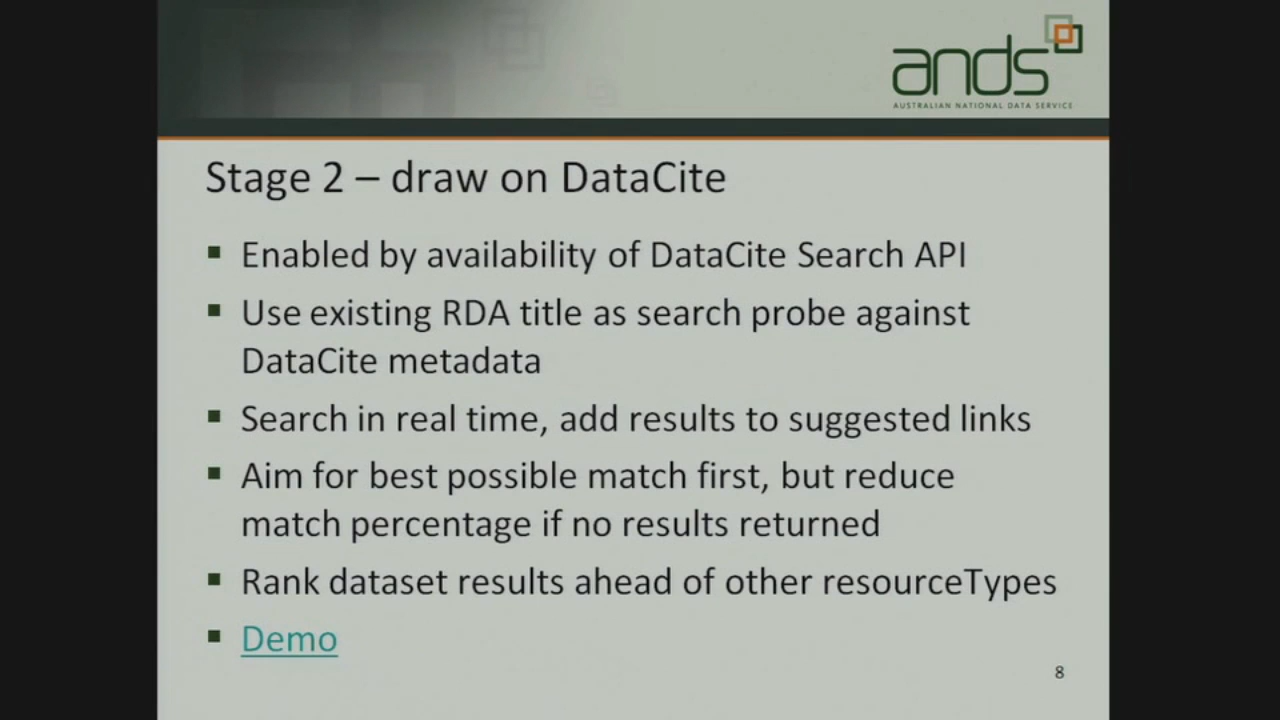 ands
AUSTRALIAN NATIONAL DATA SERVICE
Stage 2 – draw on DataCite
▪ Enabled by availability of DataCite Search API
▪ Use existing RDA title as search probe against
DataCite metadata
▪ Search in real time, add results to suggested links
▪ Aim for best possible match first, but reduce
match percentage if no results returned
▪ Rank dataset results ahead of other resourceTypes
▪ Demo
8